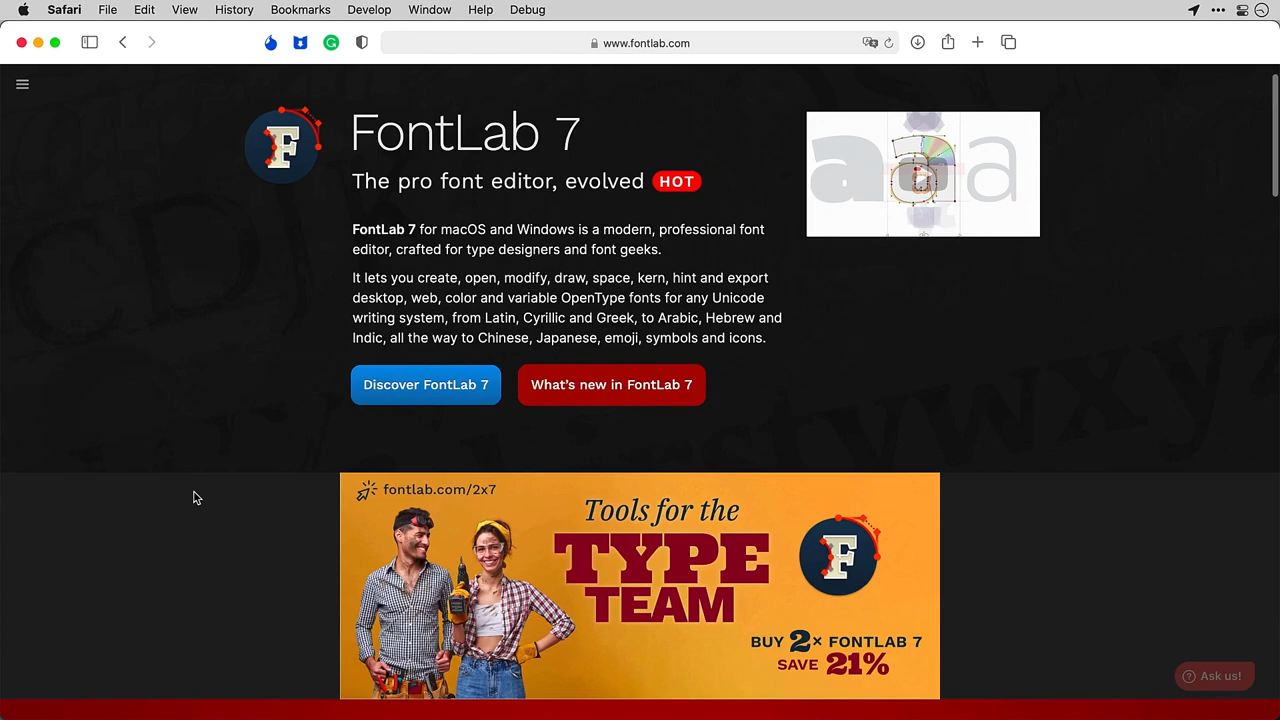 Safari File Edit View History Bookmarks Develop Window Help Debug
www.fontlab.com
F
FontLab 7
The pro font editor, evolved HOT
FontLab 7 for macOS and Windows is a modern, professional font
editor, crafted for type designers and font geeks.
It lets you create, open, modify, draw, space, kern, hint and export
desktop, web, color and variable OpenType fonts for any Unicode
writing system, from Latin, Cyrillic and Greek, to Arabic, Hebrew and
Indic, all the way to Chinese, Japanese, emoji, symbols and icons.
Discover FontLab 7
What's new in FontLab 7
a a a
fontlab.com/2x7
Tools for the
TYPE
TEAM
F
BUY 2× FONTLAB 7
SAVE 21%
Ask us!